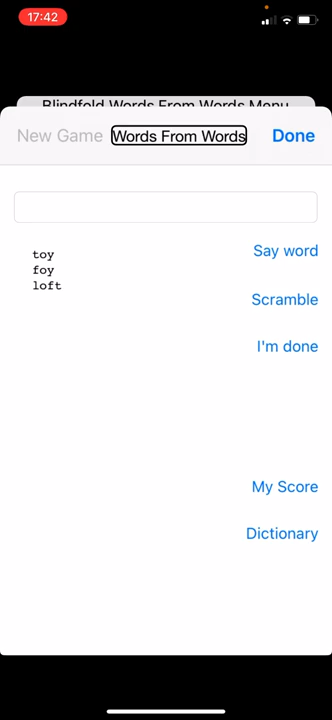 17:42
Blindfold Words From Words Menu
New Game Words From Words Done
Say word
toy
foy
loft
Scramble
I'm done
My Score
Dictionary